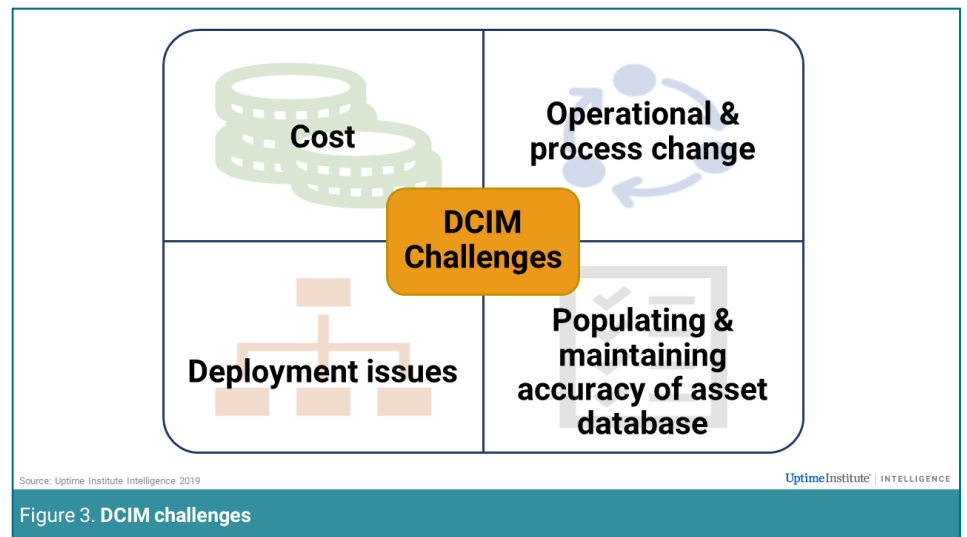 Cost
Operational &
process change
DCIM
Challenges
Deployment issues
Populating &
maintaining
accuracy of asset
database
Source: Uptime Institute Intelligence 2019
UptimeInstitute® | INTELLIGENCE
Figure 3. DCIM challenges